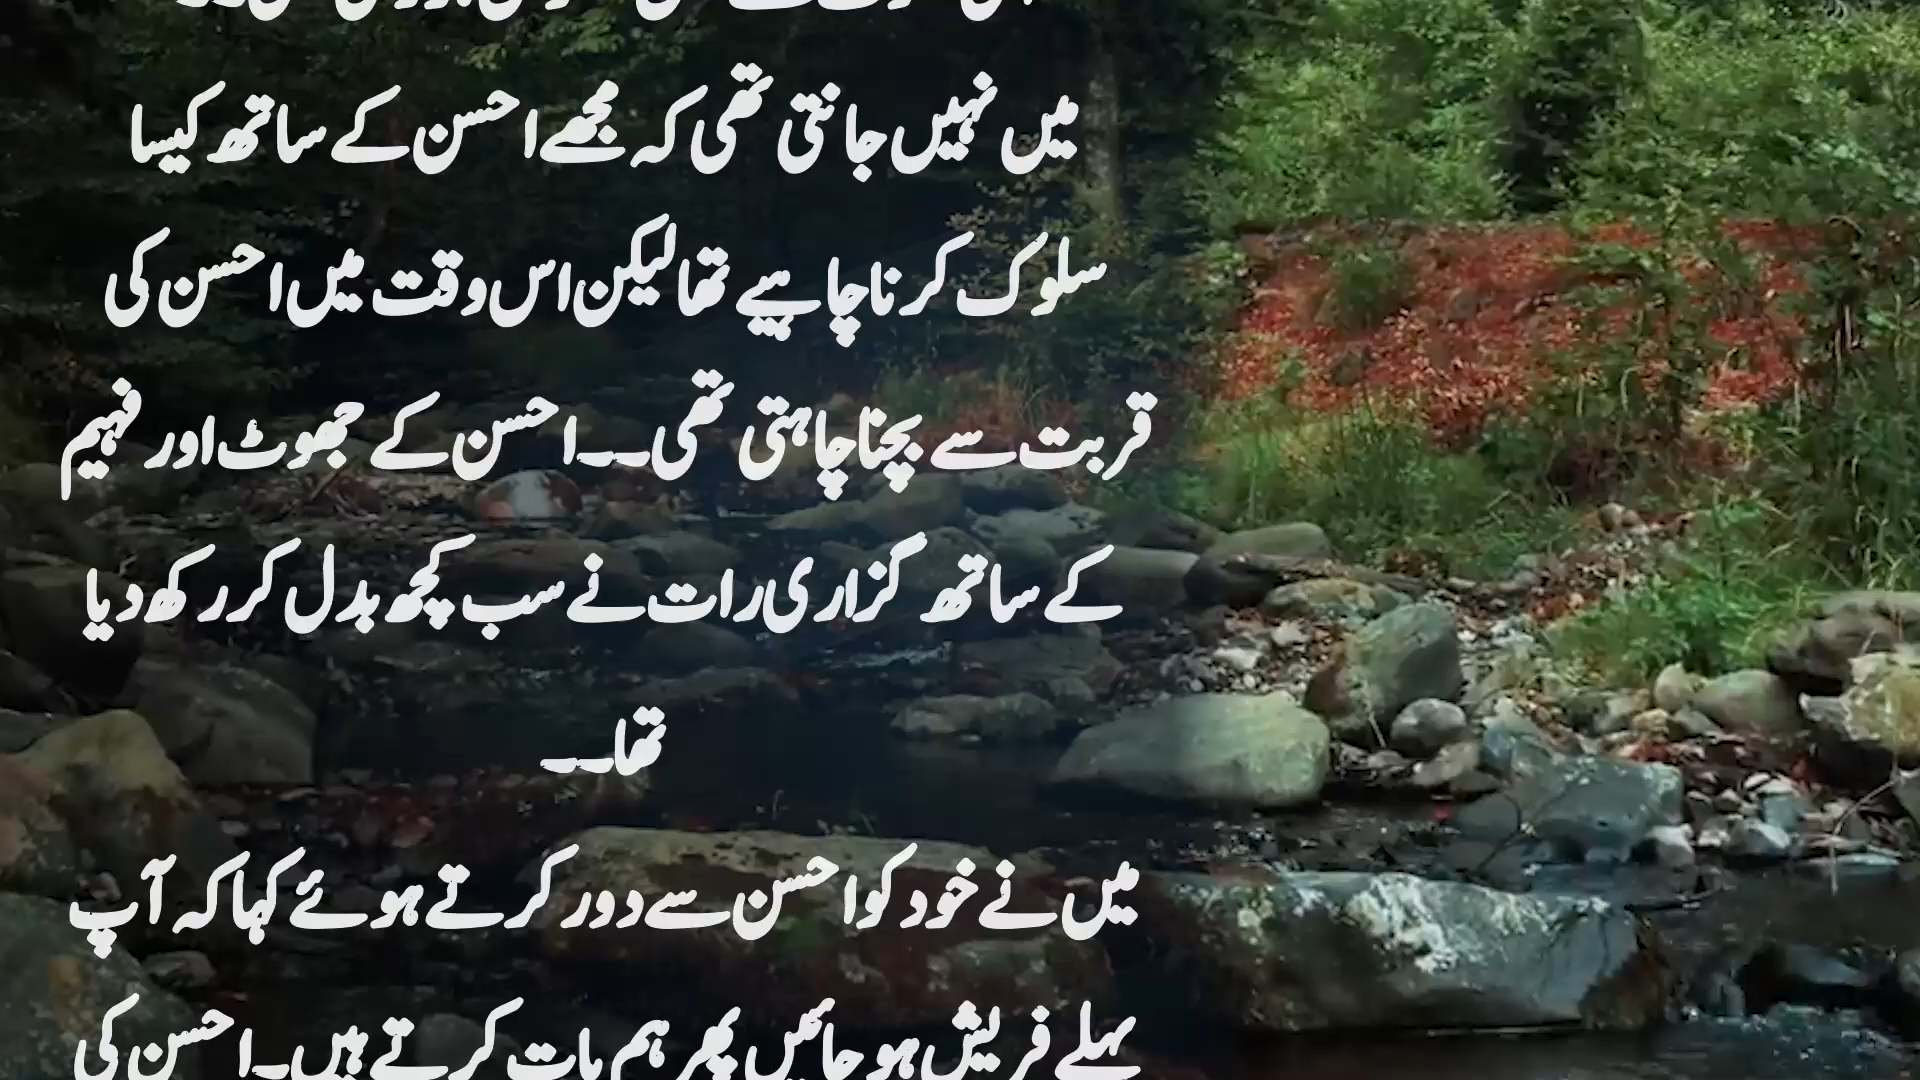 میں نہیں جانتی تھی کہ مجھے احسن کے ساتھ کیسا
سلوک کرنا چاہیے تھا لیکن اس وقت میں احسن کی
قربت سے بچنا چاہتی تھی۔۔احسن کے جھوٹ اور فہیم
کے ساتھ گزاری رات نے سب کچھ بدل کر رکھ دیا
تھا۔۔
میں نے خود کو احسن سے دور کرتے ہوئے کہا کہ آپ
پہلے فریش ہو جائیں پھر ہم بات کرتے ہیں۔احسن کی